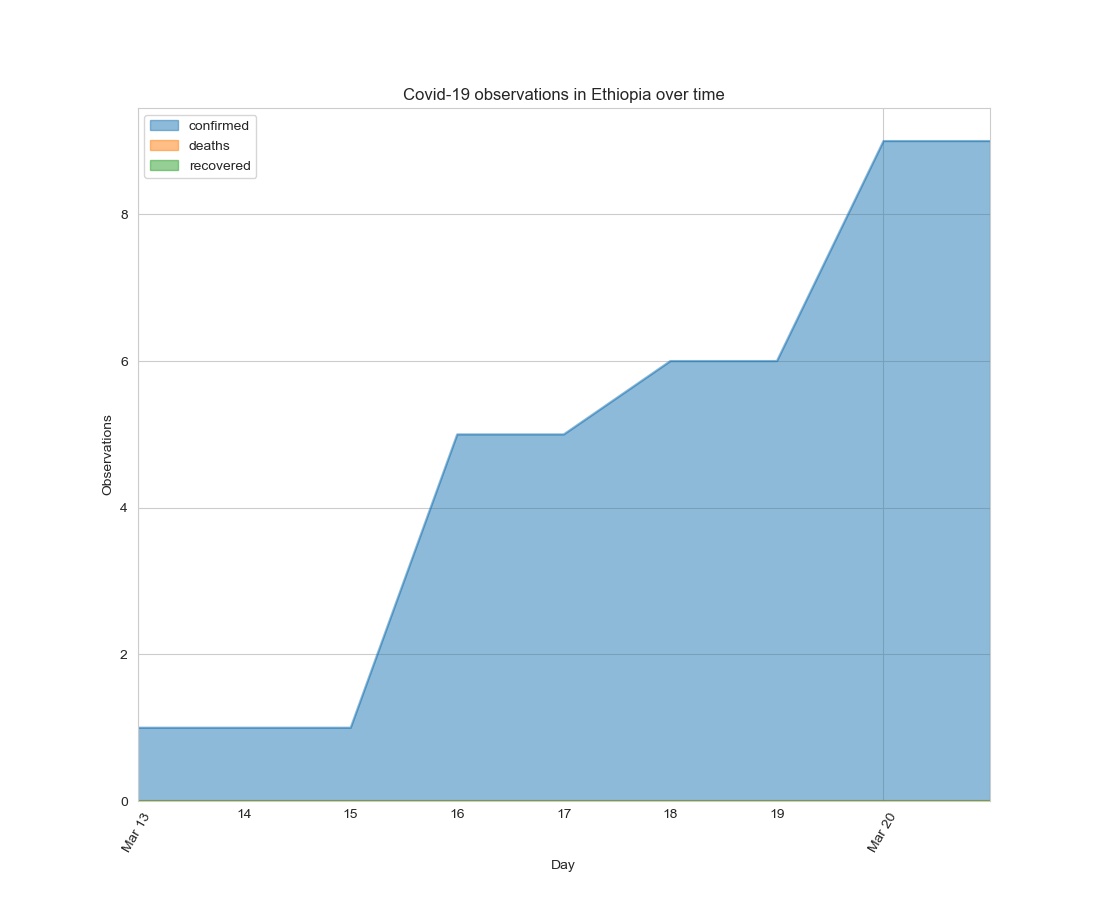 Covid-19 observations in Ethiopia over time
confirmed
deaths
recovered
8
6
4
2
0
Observations
Mar 13
14
15
16
17
18
19
Mar 20
Day